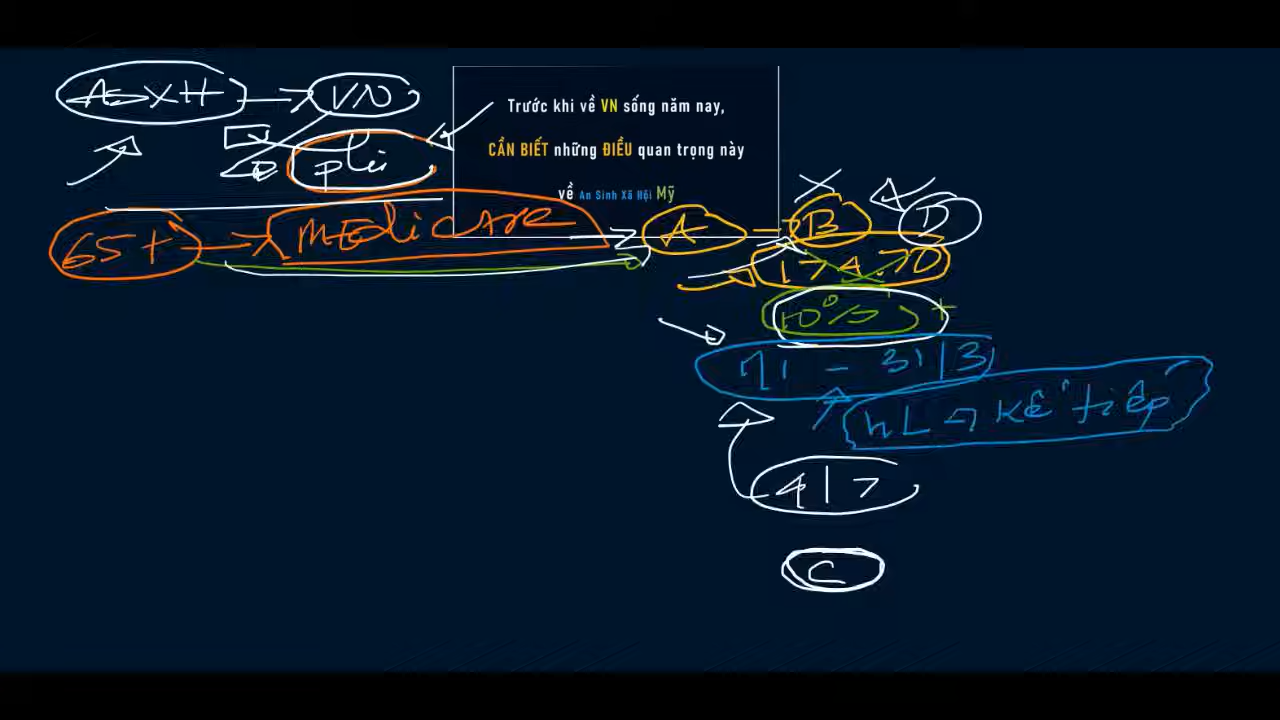 ASXH
VN
Trước khi về VN sống năm nay,
CẦN BIẾT những ĐIỀU quan trọng này
về An Sinh Xã Hội Mỹ
phí
65+
MEDiCARE
A
B
D
174.70
10%
1/1 - 31/3
kế tiếp
4/7
C